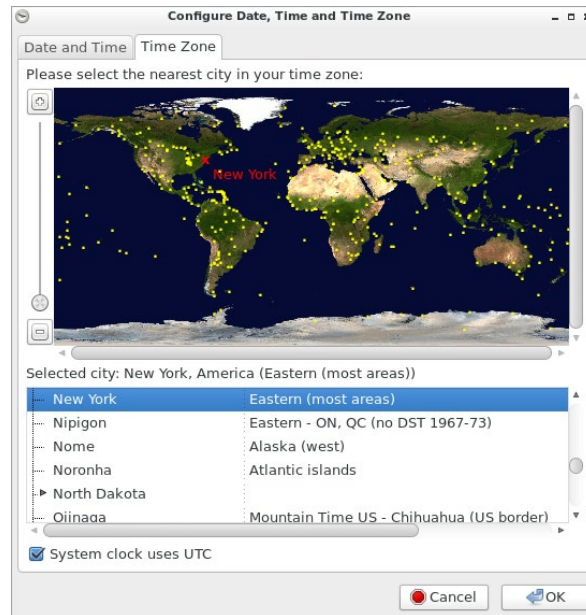 Configure Date, Time and Time Zone
Date and Time Time Zone
Please select the nearest city in your time zone:
New York
Selected city: New York, America (Eastern (most areas))
New York Eastern (most areas)
Nipigon Eastern - ON, QC (no DST 1967-73)
Nome Alaska (west)
Noronha Atlantic islands
North Dakota
Ojinaga Mountain Time US - Chihuahua (US border)
System clock uses UTC
Cancel OK